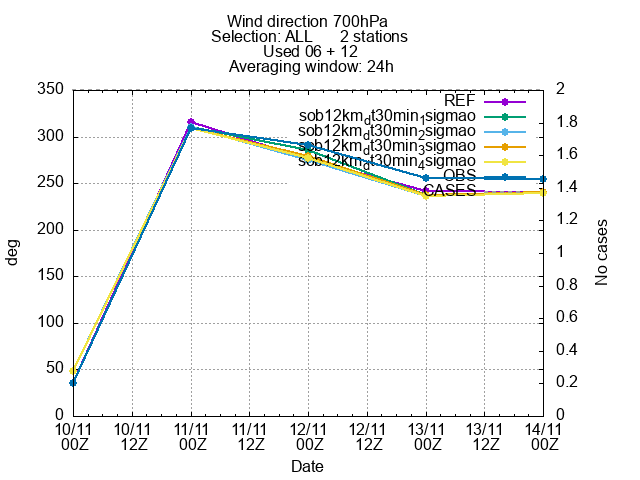 Wind direction 700hPa
Selection: ALL      2 stations
Used 06 + 12
Averaging window: 24h
350
300
250
200
150
100
50
0
deg
2
1.8
1.6
1.4
1.2
1
0.8
0.6
0.4
0.2
0
No cases
REF
sob12km_dt30min_1sigmao
sob12km_dt30min_2sigmao
sob12km_dt30min_3sigmao
sob12km_dt30min_4sigmao
OBS
CASES
10/11 10/11 11/11 11/11 12/11 12/11 13/11 13/11 14/11
00Z 12Z 00Z 12Z 00Z 12Z 00Z 12Z 00Z
Date